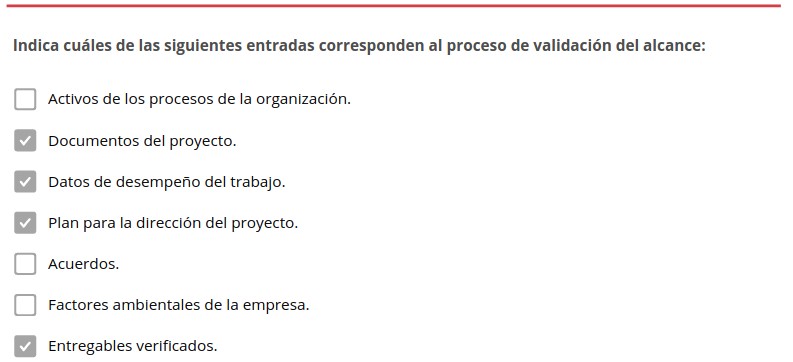 Indica cuáles de las siguientes entradas corresponden al proceso de validación del alcance:
Activos de los procesos de la organización.
Documentos del proyecto.
Datos de desempeño del trabajo.
Plan para la dirección del proyecto.
Acuerdos.
Factores ambientales de la empresa.
Entregables verificados.